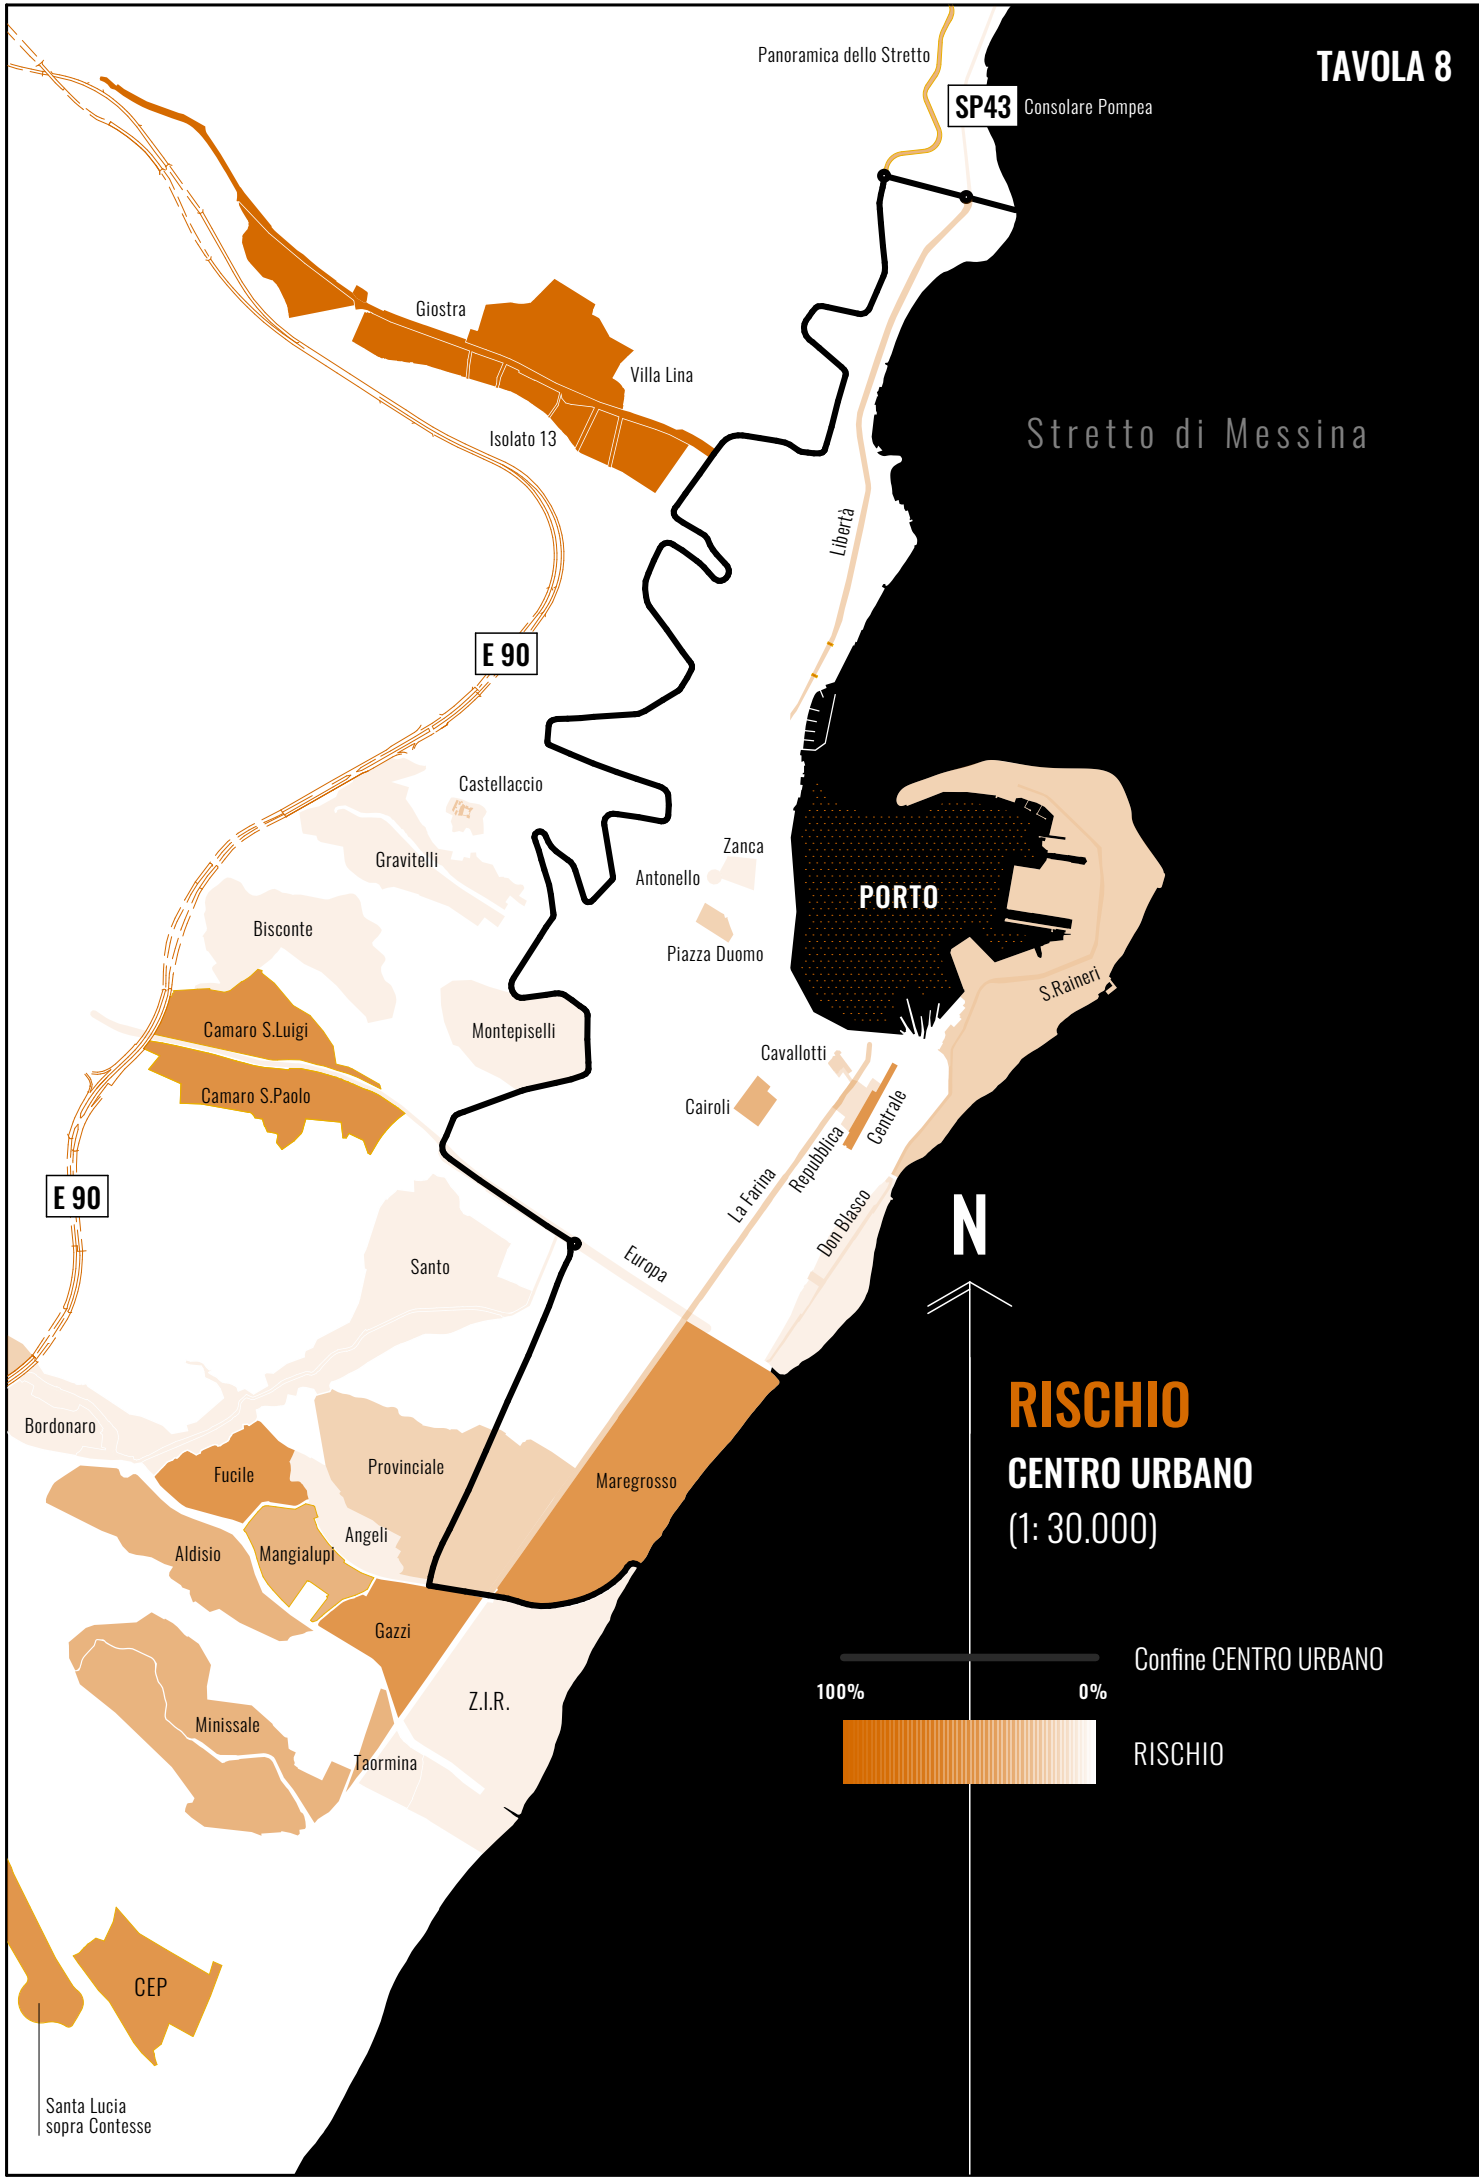 TAVOLA 8
Panoramica dello Stretto
SP43
Consolare Pompea
Giostra
Villa Lina
Isolato 13
Stretto di Messina
Libertà
E 90
Castellaccio
Gravitelli
Zanca
Antonello
PORTO
Bisconte
Piazza Duomo
S.Raineri
Camaro S.Luigi
Montepiselli
Cavallotti
Camaro S.Paolo
Cairoli
Centrale
Repubblica
La Farina
E 90
Don Blasco
N
Santo
Europa
Bordonaro
Fucile
Provinciale
Maregrosso
RISCHIO
CENTRO URBANO
(1: 30.000)
Angeli
Aldisio
Mangialupi
Gazzi
Confine CENTRO URBANO
100%
0%
Z.I.R.
Minissale
Taormina
RISCHIO
CEP
Santa Lucia
sopra Contesse